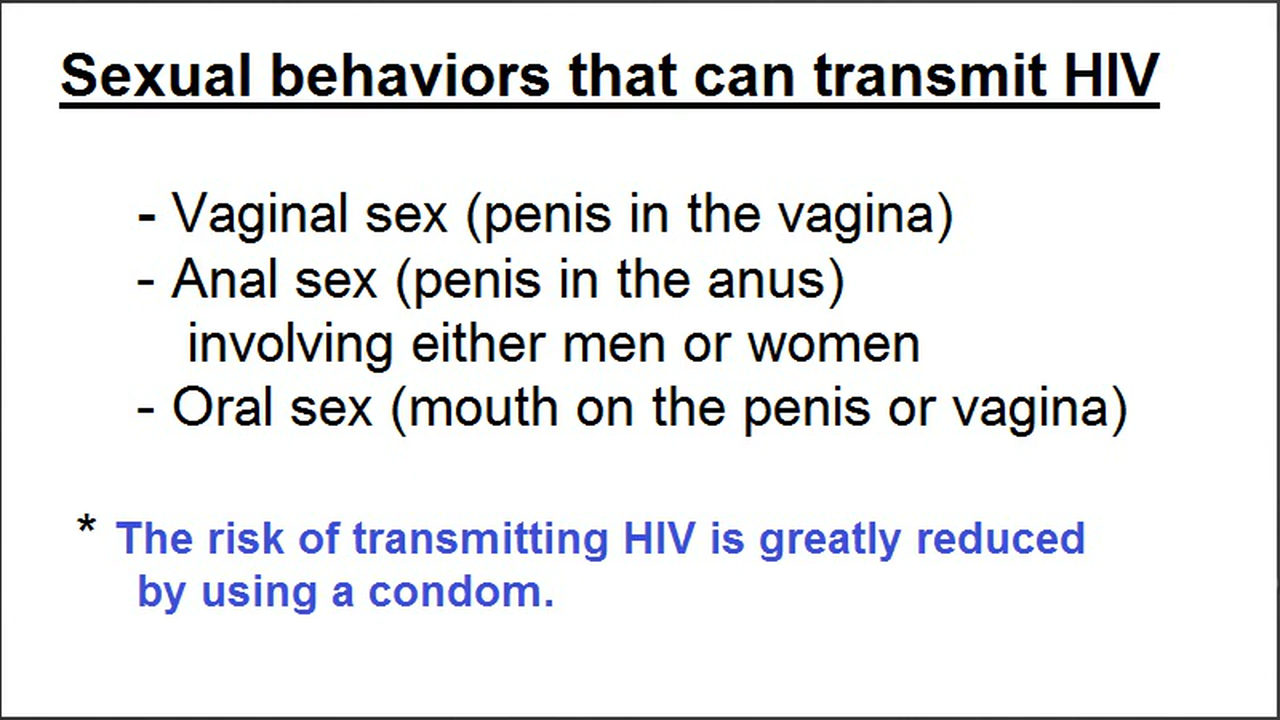 Sexual behaviors that can transmit HIV
- Vaginal sex (penis in the vagina)
- Anal sex (penis in the anus)
involving either men or women
- Oral sex (mouth on the penis or vagina)
* The risk of transmitting HIV is greatly reduced
by using a condom.